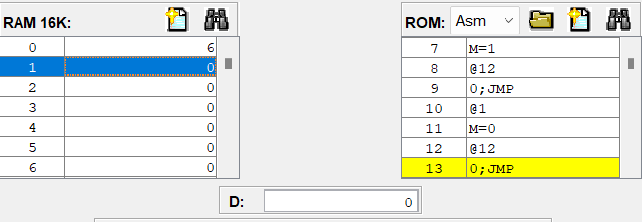 RAM 16K:
0 6
1 0
2 0
3 0
4 0
5 0
6 0
ROM: Asm
7 M=1
8 @12
9 0;JMP
10 @1
11 M=0
12 @12
13 0;JMP
D: 0